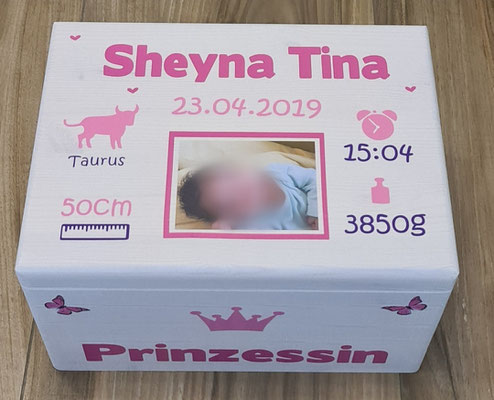 Sheyna Tina
23.04.2019
Taurus
15:04
50cm
3850g
Prinzessin